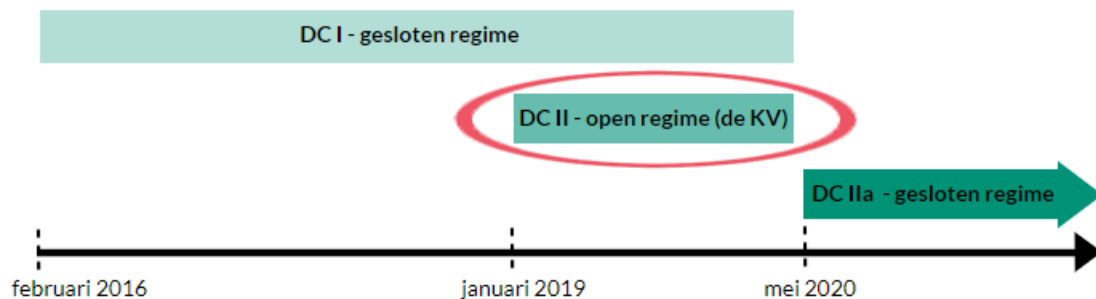 DC I - gesloten regime
DC II - open regime (de KV)
DC IIa - gesloten regime
februari 2016
januari 2019
mei 2020